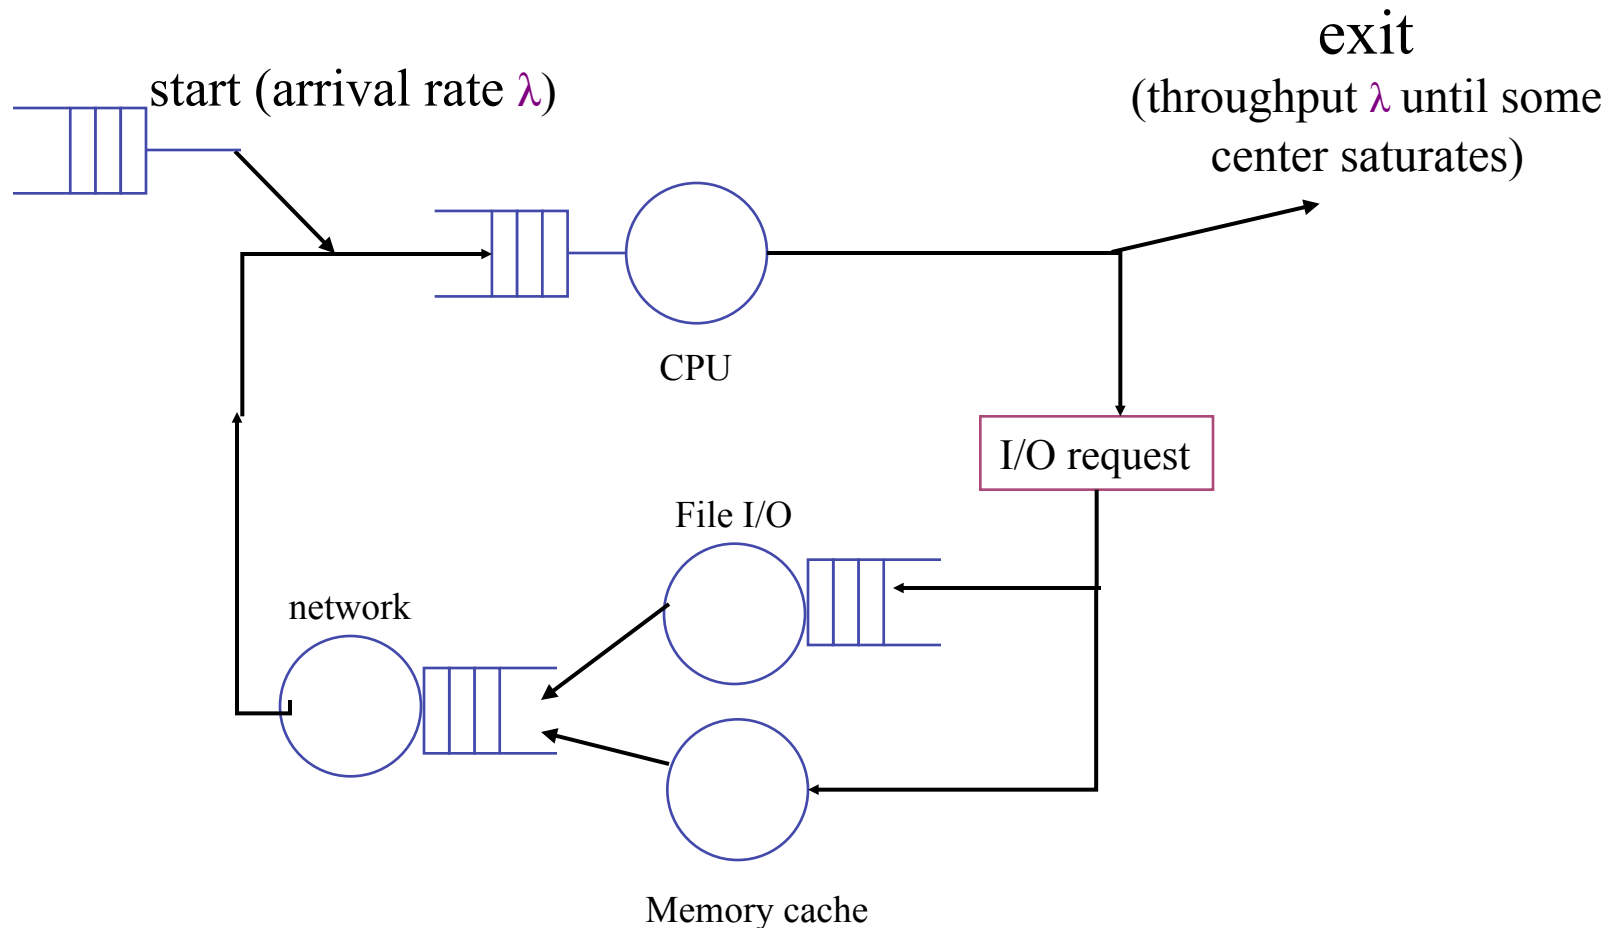 exit
start (arrival rate λ)
(throughput λ until some
center saturates)
CPU
I/O request
File I/O
network
Memory cache